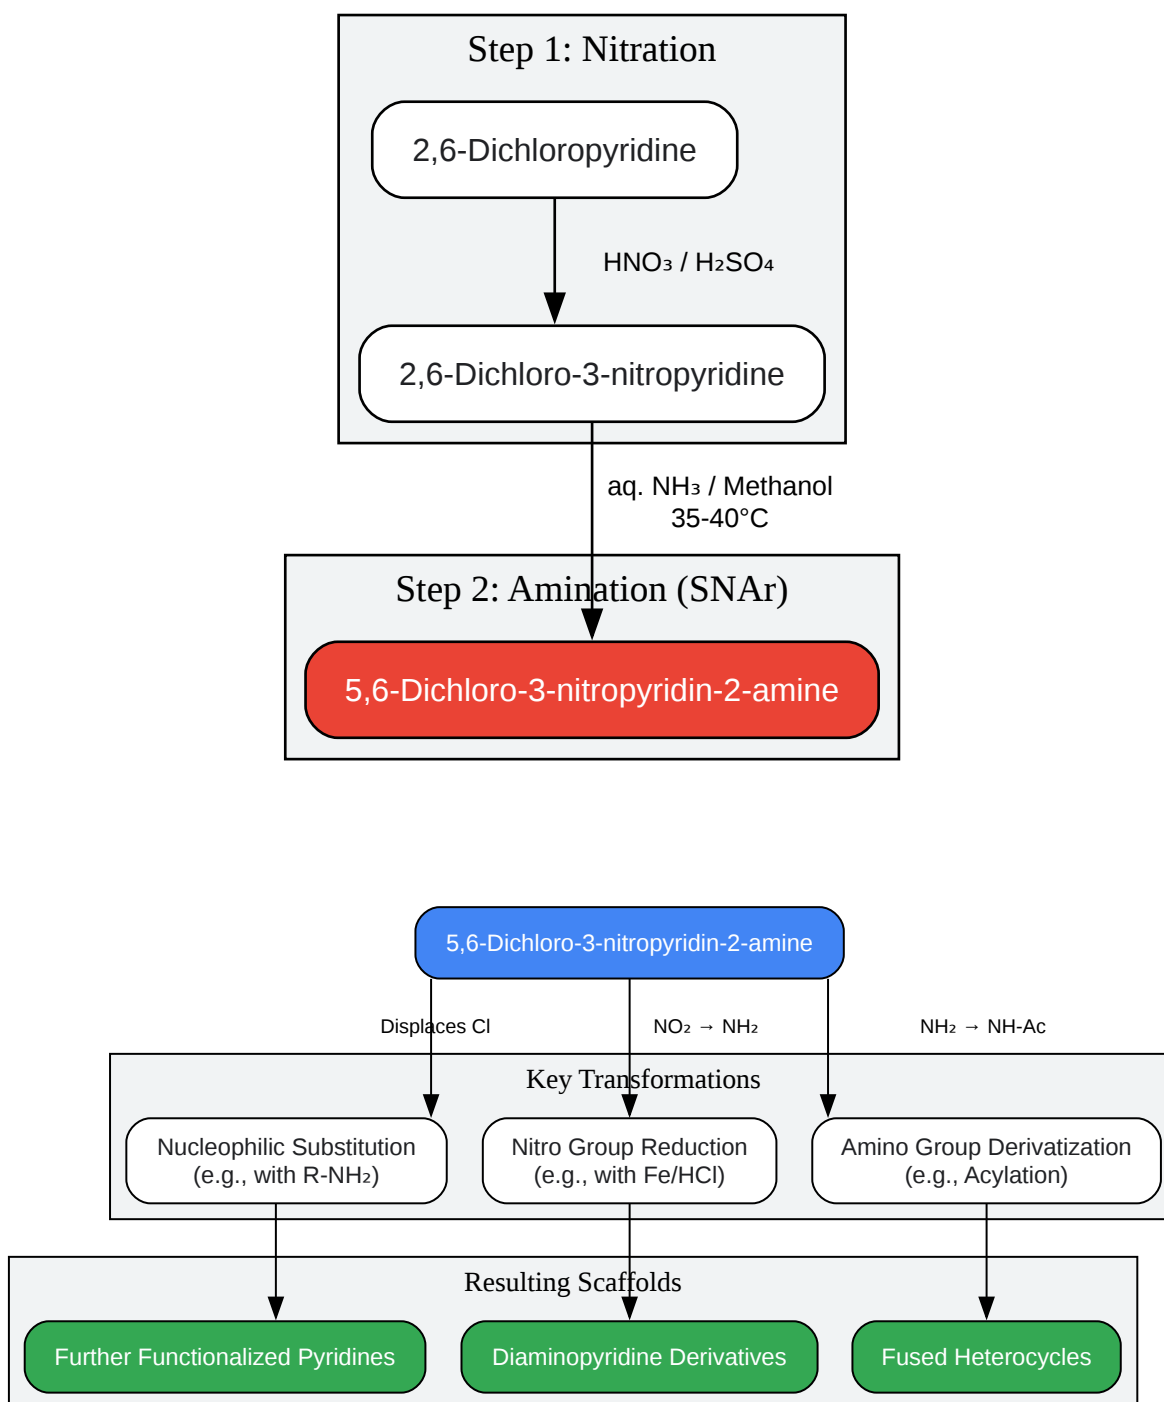 Step 1: Nitration
2,6-Dichloropyridine
HNO₃ / H₂SO₄
2,6-Dichloro-3-nitropyridine
aq. NH₃ / Methanol
35-40°C
Step 2: Amination (SNAr)
5,6-Dichloro-3-nitropyridin-2-amine
5,6-Dichloro-3-nitropyridin-2-amine
Displaces Cl
NO₂ → NH₂
NH₂ → NH-Ac
Key Transformations
Nucleophilic Substitution
(e.g., with R-NH₂)
Nitro Group Reduction
(e.g., with Fe/HCl)
Amino Group Derivatization
(e.g., Acylation)
Resulting Scaffolds
Further Functionalized Pyridines
Diaminopyridine Derivatives
Fused Heterocycles